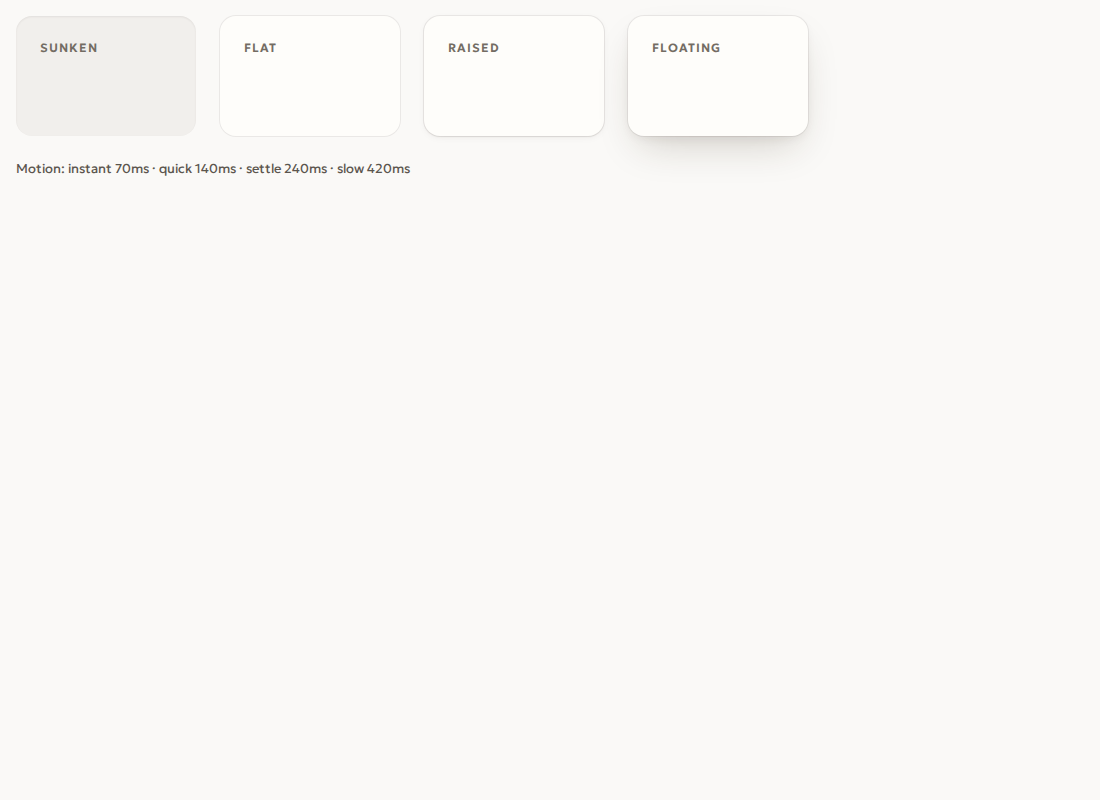 SUNKEN
FLAT
RAISED
FLOATING
Motion: instant 70ms · quick 140ms · settle 240ms · slow 420ms